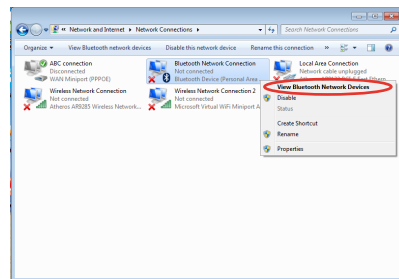 « Network and Internet ▸ Network Connections ▸
Search Network Connections
Organize ▾ View Bluetooth network devices Disable this network device Rename this connection »
ABC connection
Disconnected
WAN Miniport (PPPOE)
Bluetooth Network Connection
Not connected
Bluetooth Device (Personal Area
Local Area Connection
Network cable unplugged
Wireless Network Connection
Not connected
Atheros AR9285 Wireless Network...
Wireless Network Connection 2
Not connected
Microsoft Virtual WiFi Miniport A
View Bluetooth Network Devices
Disable
Status
Create Shortcut
Rename
Properties